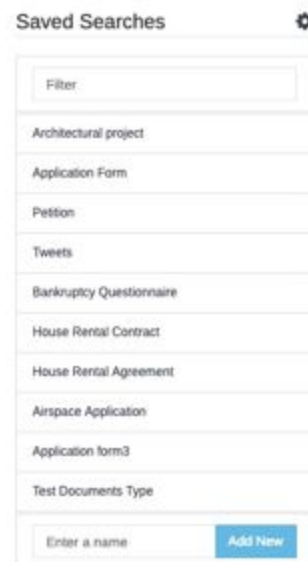 Saved Searches
Filter
Architectural project
Application Form
Petition
Tweets
Bankruptcy Questionnaire
House Rental Contract
House Rental Agreement
Airspace Application
Application form3
Test Documents Type
Enter a name
Add New